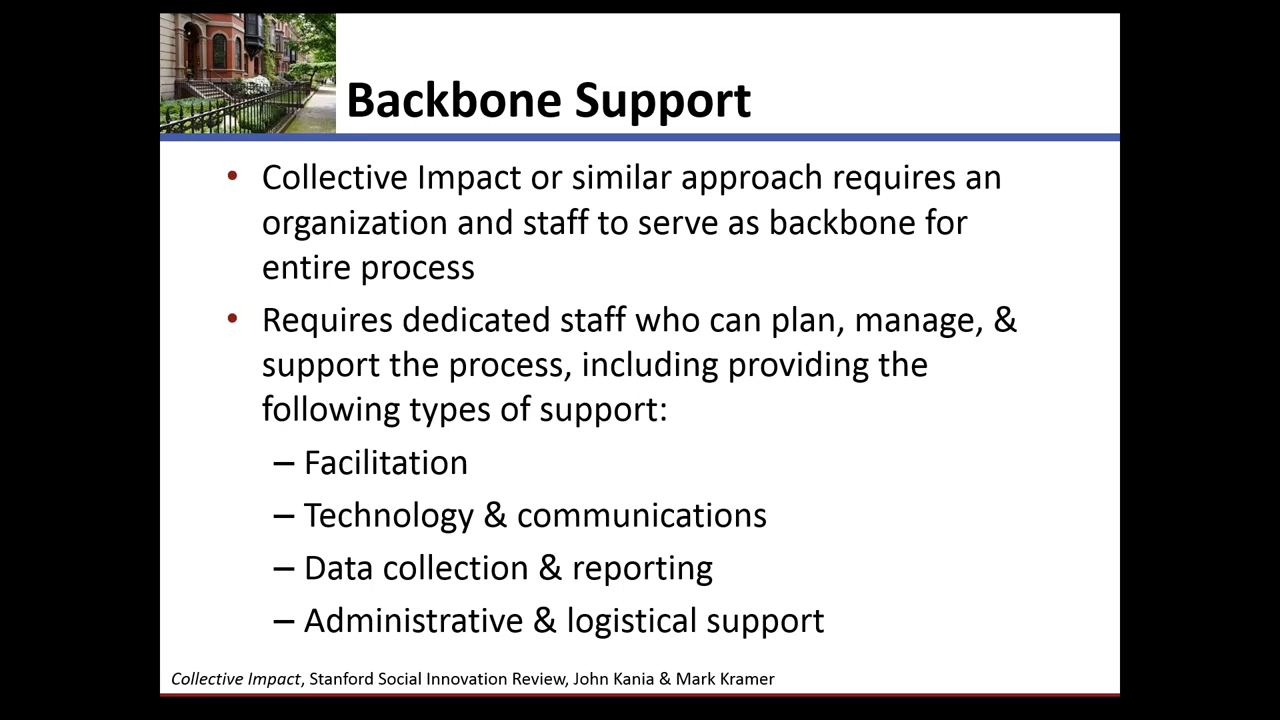 Backbone Support
• Collective Impact or similar approach requires an
organization and staff to serve as backbone for
entire process
• Requires dedicated staff who can plan, manage, &
support the process, including providing the
following types of support:
– Facilitation
– Technology & communications
– Data collection & reporting
– Administrative & logistical support
Collective Impact, Stanford Social Innovation Review, John Kania & Mark Kramer